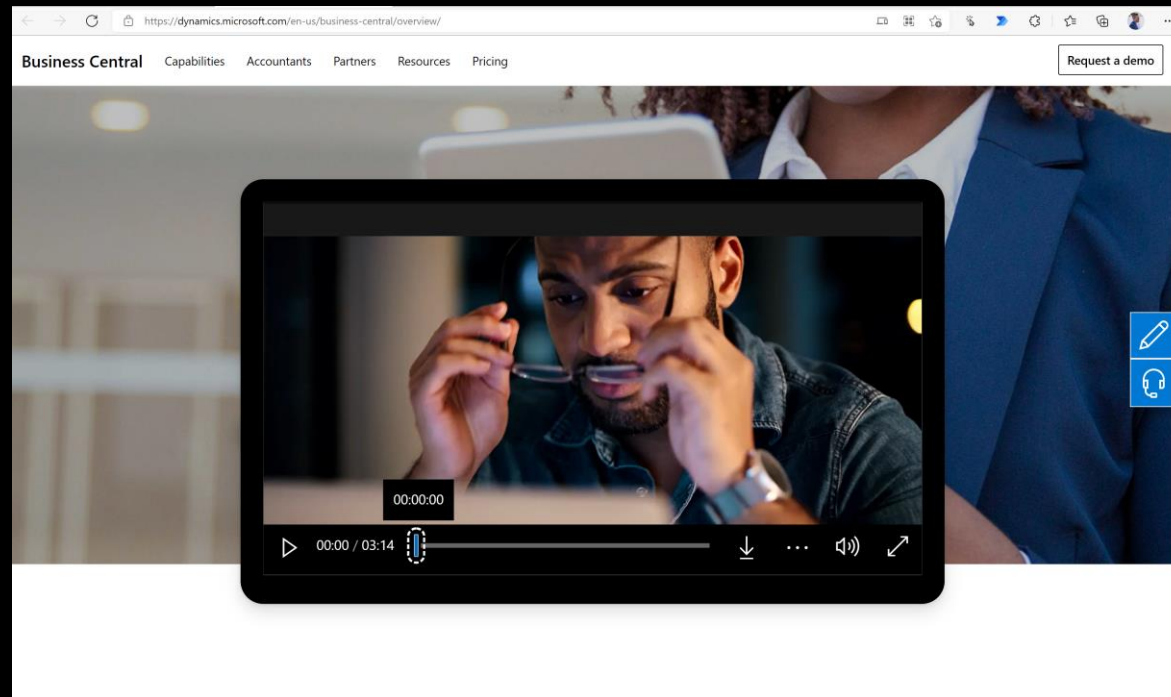 https://dynamics.microsoft.com/en-us/business-central/overview/
Business Central Capabilities Accountants Partners Resources Pricing Request a demo
00:00:00
00:00 / 03:14